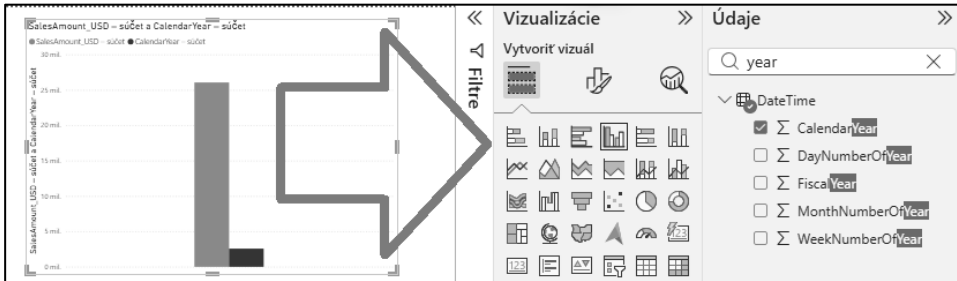 SalesAmount_USD – súčet a CalendarYear – súčet
SalesAmount_USD – súčet CalendarYear – súčet
SalesAmount_USD – súčet a CalendarYear – súčet
30 mil.
25 mil.
20 mil.
15 mil.
10 mil.
5 mil.
0 mil.
Filtre
Vizualizácie
Vytvoriť vizuál
123
123
Údaje
year
DateTime
CalendarYear
DayNumberOfYear
FiscalYear
MonthNumberOfYear
WeekNumberOfYear